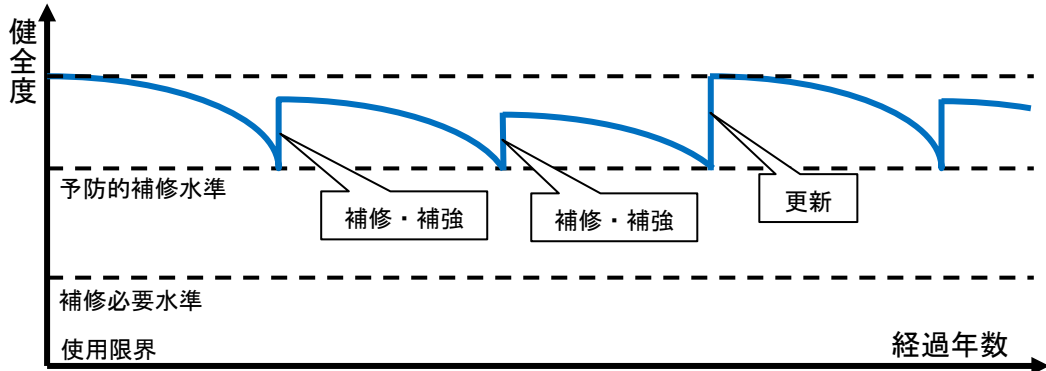 健全度
予防的補修水準
補修・補強
補修・補強
更新
補修必要水準
使用限界
経過年数